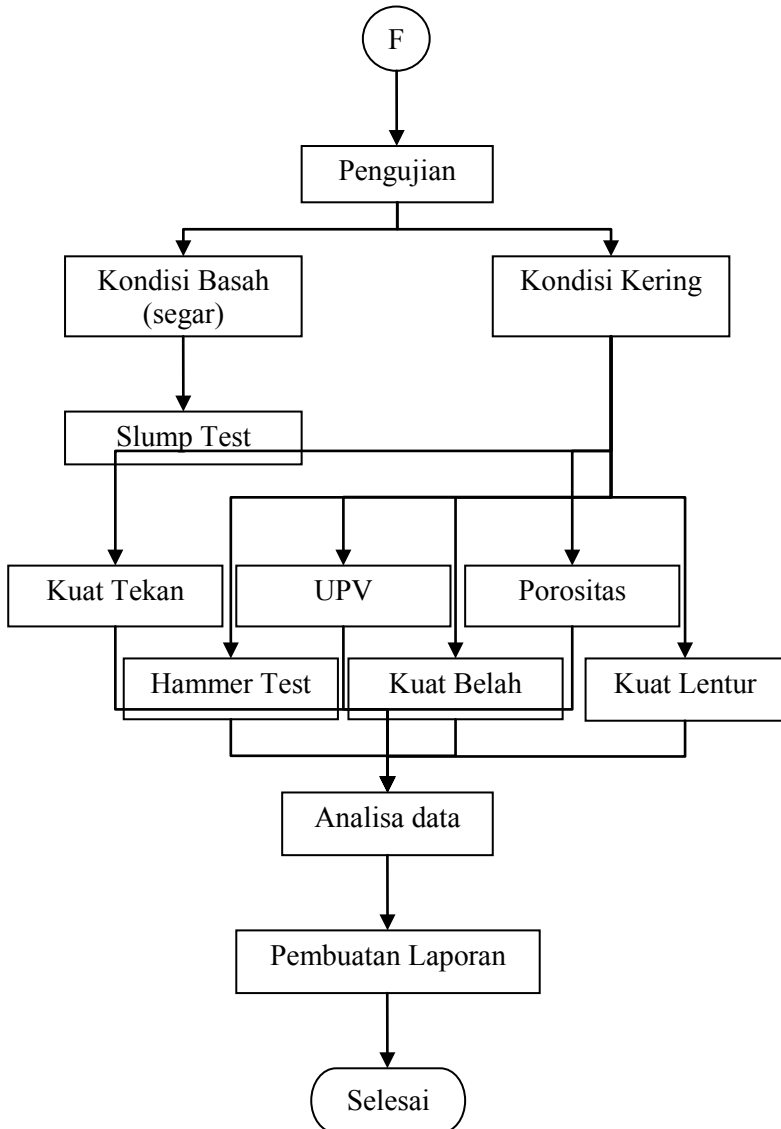 F
Pengujian
Kondisi Basah
(segar)
Kondisi Kering
Slump Test
Kuat Tekan
UPV
Porositas
Hammer Test
Kuat Belah
Kuat Lentur
Analisa data
Pembuatan Laporan
Selesai